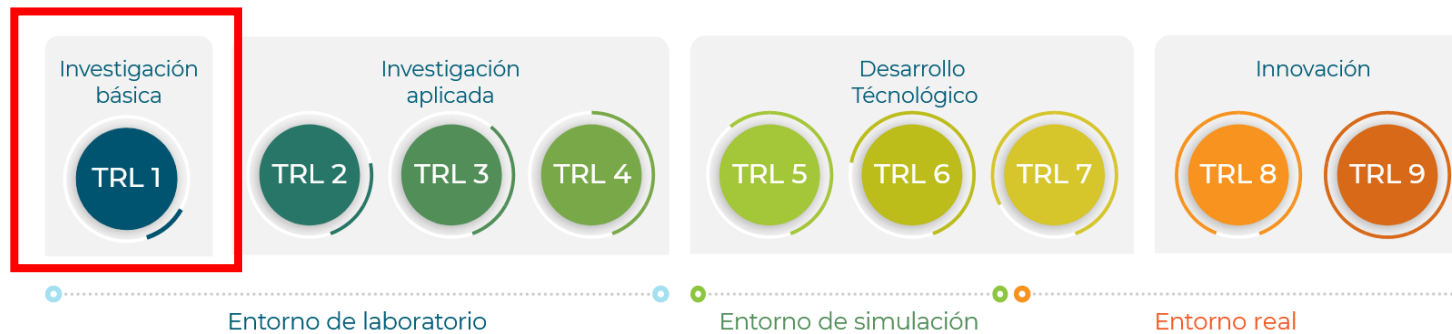 Investigación
básica
Investigación
aplicada
Desarrollo
Técnológico
Innovación
TRL 1
TRL 2
TRL 3
TRL 4
TRL 5
TRL 6
TRL 7
TRL 8
TRL 9
Entorno de laboratorio
Entorno de simulación
Entorno real